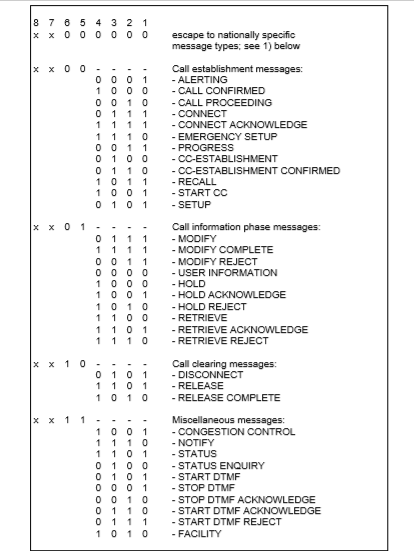 8 7 6 5 4 3 2 1
x x 0 0 0 0 0 0 escape to nationally specific
message types; see 1) below
x x 0 0 - - - - Call establishment messages:
0 0 0 1 - ALERTING
1 0 0 0 - CALL CONFIRMED
0 0 1 0 - CALL PROCEEDING
0 1 1 1 - CONNECT
1 1 1 1 - CONNECT ACKNOWLEDGE
1 1 1 0 - EMERGENCY SETUP
0 0 1 1 - PROGRESS
0 1 0 0 - CC-ESTABLISHMENT
0 1 1 0 - CC-ESTABLISHMENT CONFIRMED
1 0 1 1 - RECALL
1 0 0 1 - START CC
0 1 0 1 - SETUP
x x 0 1 - - - - Call information phase messages:
0 1 1 1 - MODIFY
1 1 1 1 - MODIFY COMPLETE
0 0 1 1 - MODIFY REJECT
0 0 0 0 - USER INFORMATION
1 0 0 0 - HOLD
1 0 0 1 - HOLD ACKNOWLEDGE
1 0 1 0 - HOLD REJECT
1 1 0 0 - RETRIEVE
1 1 0 1 - RETRIEVE ACKNOWLEDGE
1 1 1 0 - RETRIEVE REJECT
x x 1 0 - - - - Call clearing messages:
0 1 0 1 - DISCONNECT
1 1 0 1 - RELEASE
1 0 1 0 - RELEASE COMPLETE
x x 1 1 - - - - Miscellaneous messages:
1 0 0 1 - CONGESTION CONTROL
1 1 1 0 - NOTIFY
1 1 0 1 - STATUS
0 1 0 0 - STATUS ENQUIRY
0 1 0 1 - START DTMF
0 0 0 1 - STOP DTMF
0 0 1 0 - STOP DTMF ACKNOWLEDGE
0 1 1 0 - START DTMF ACKNOWLEDGE
0 1 1 1 - START DTMF REJECT
1 0 1 0 - FACILITY